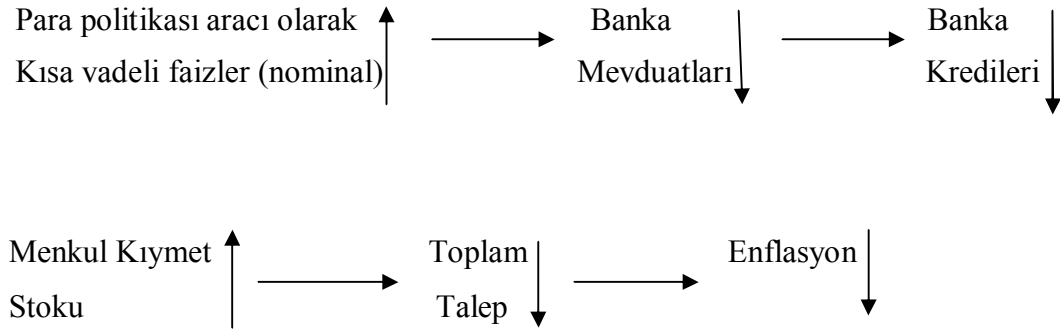 Para politikası aracı olarak Banka Banka
Kısa vadeli faizler (nominal) Mevduatları Kredileri
Menkul Kıymet Toplam Enflasyon
Stoku Talep